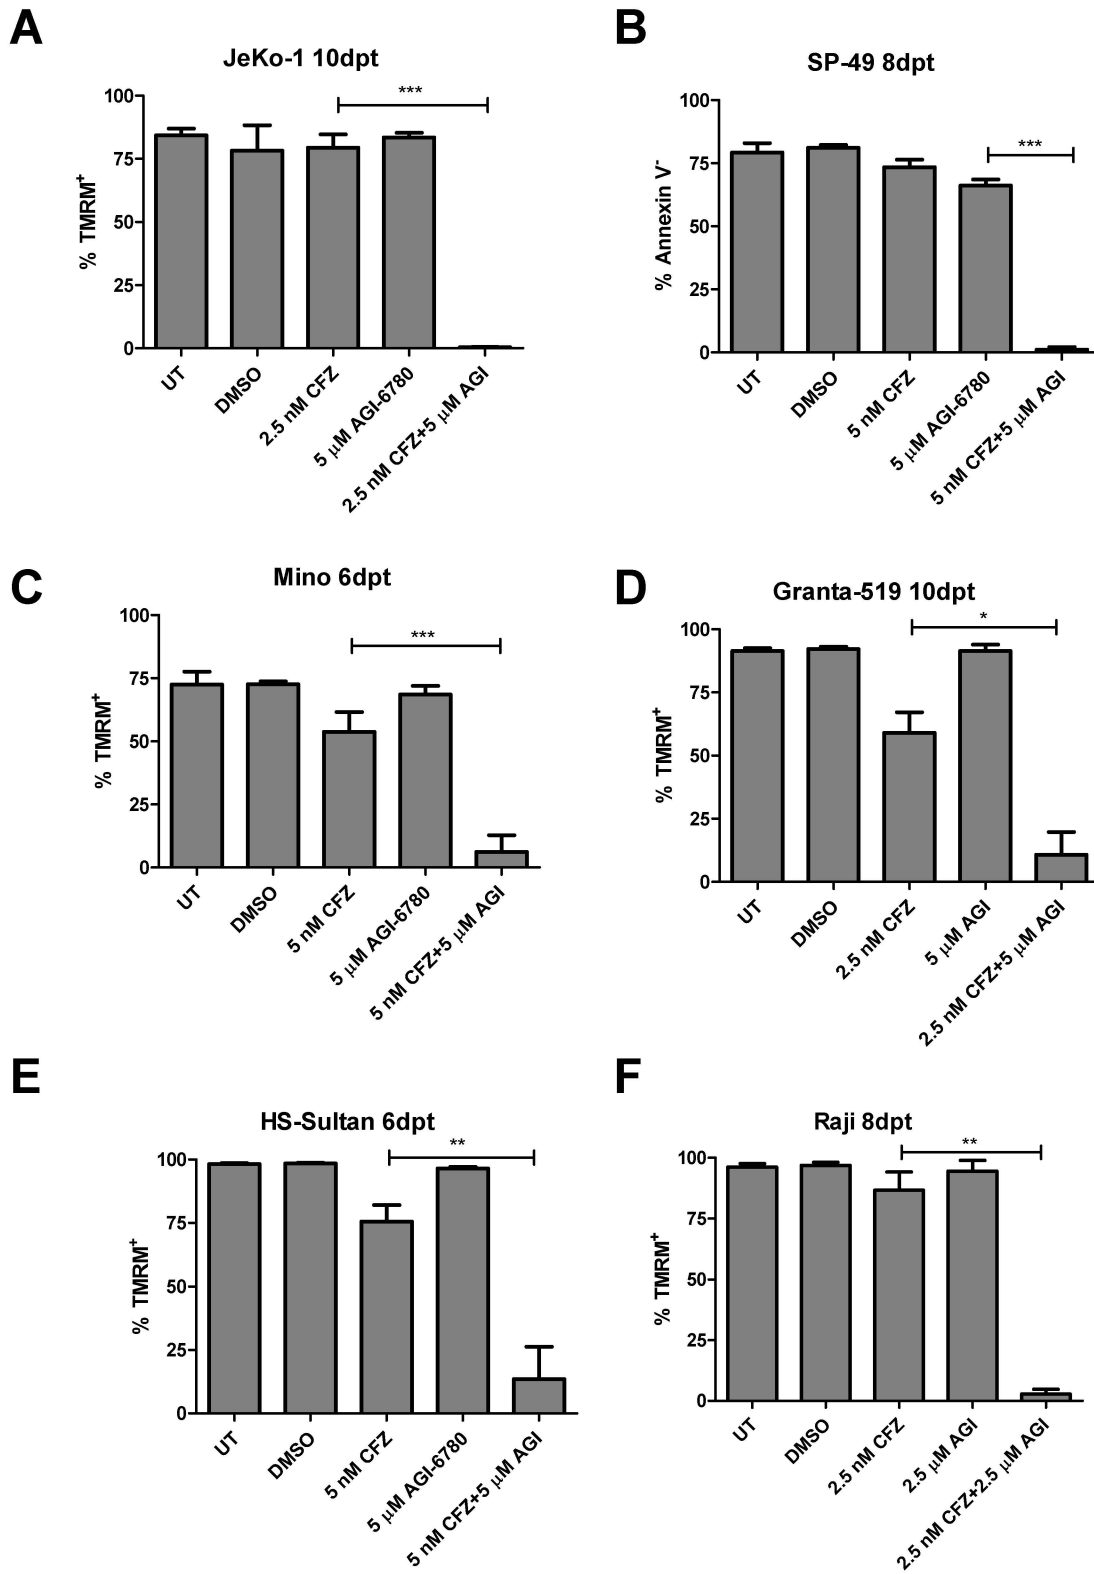 A
JeKo-1 10dpt
***
100
75
50
25
0
% TMRM+
UT
DMSO
2.5 nM CFZ
5 μM AGI-6780
2.5 nM CFZ+5 μM AGI
B
SP-49 8dpt
***
100
75
50
25
0
% Annexin V-
UT
DMSO
5 nM CFZ
5 μM AGI-6780
5 nM CFZ+5 μM AGI
C
Mino 6dpt
***
100
75
50
25
0
% TMRM+
UT
DMSO
5 nM CFZ
5 μM AGI-6780
5 nM CFZ+5 μM AGI
D
Granta-519 10dpt
*
100
75
50
25
0
% TMRM+
UT
DMSO
2.5 nM CFZ
5 μM AGI
2.5 nM CFZ+5 μM AGI
E
HS-Sultan 6dpt
**
100
75
50
25
0
% TMRM+
UT
DMSO
5 nM CFZ
5 μM AGI-6780
5 nM CFZ+5 μM AGI
F
Raji 8dpt
**
100
75
50
25
0
% TMRM+
UT
DMSO
2.5 nM CFZ
2.5 μM AGI
2.5 nM CFZ+2.5 μM AGI